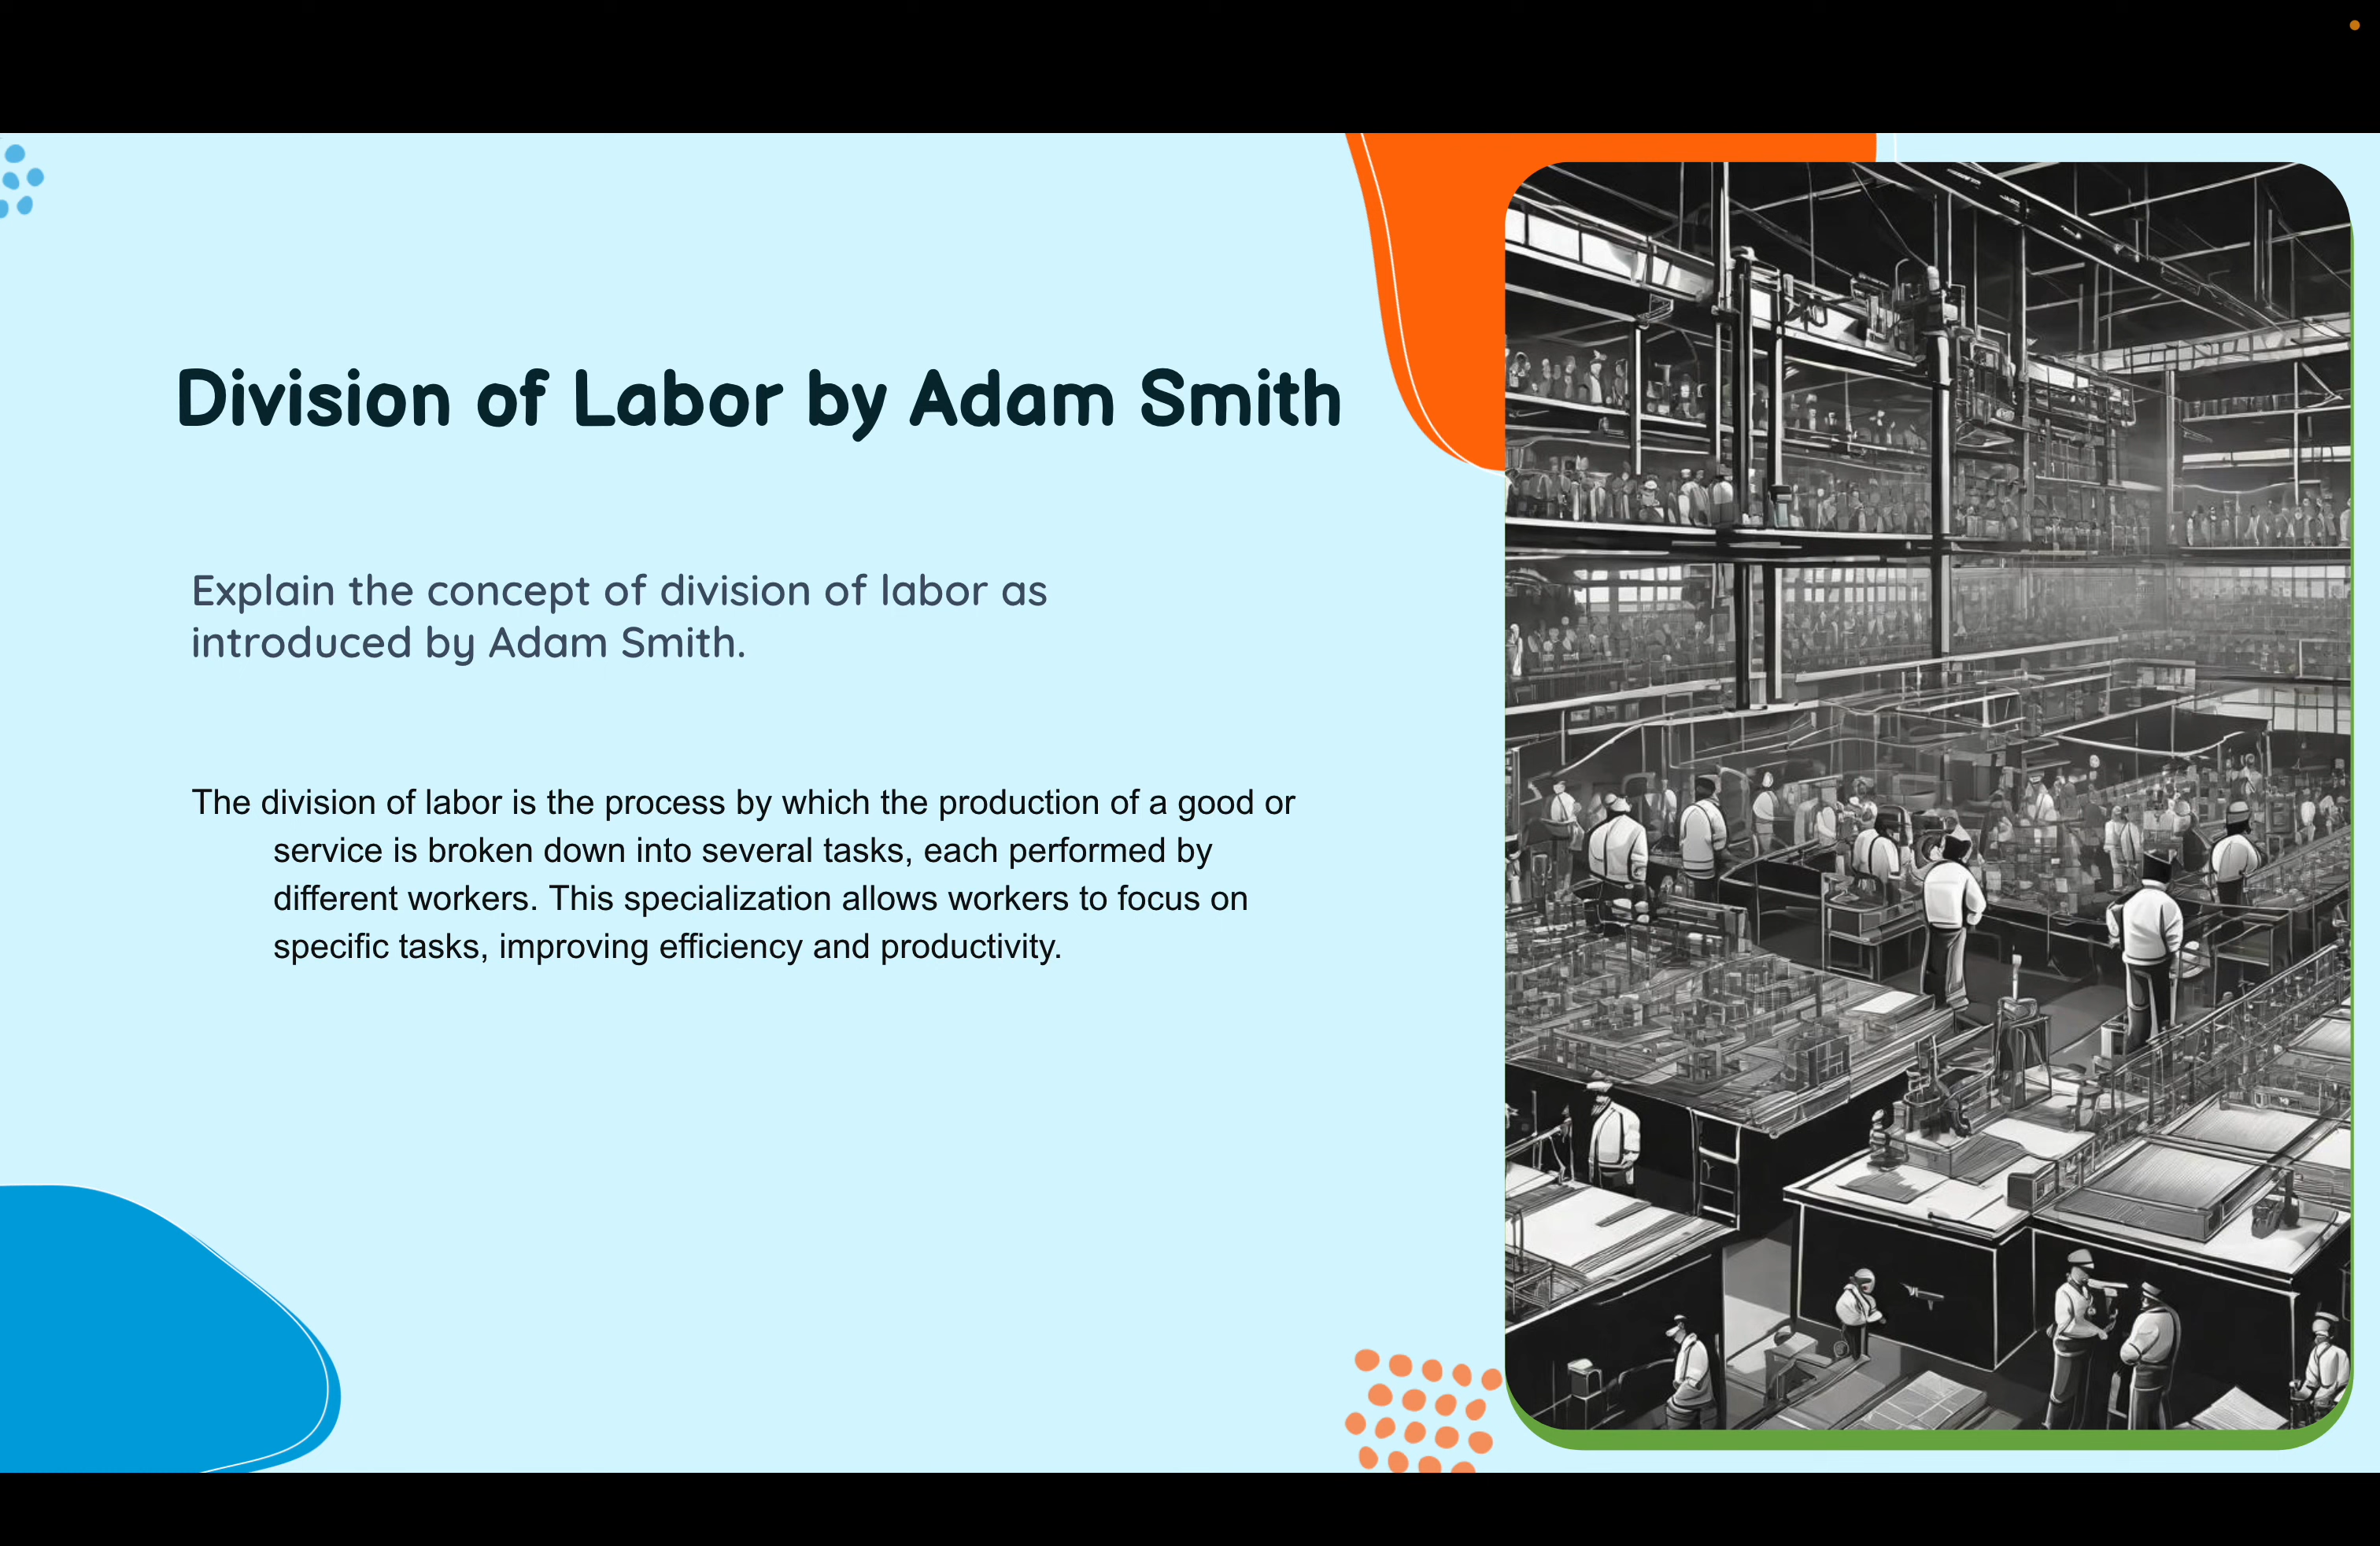 Division of Labor by Adam Smith
Explain the concept of division of labor as
introduced by Adam Smith.
The division of labor is the process by which the production of a good or
service is broken down into several tasks, each performed by
different workers. This specialization allows workers to focus on
specific tasks, improving efficiency and productivity.